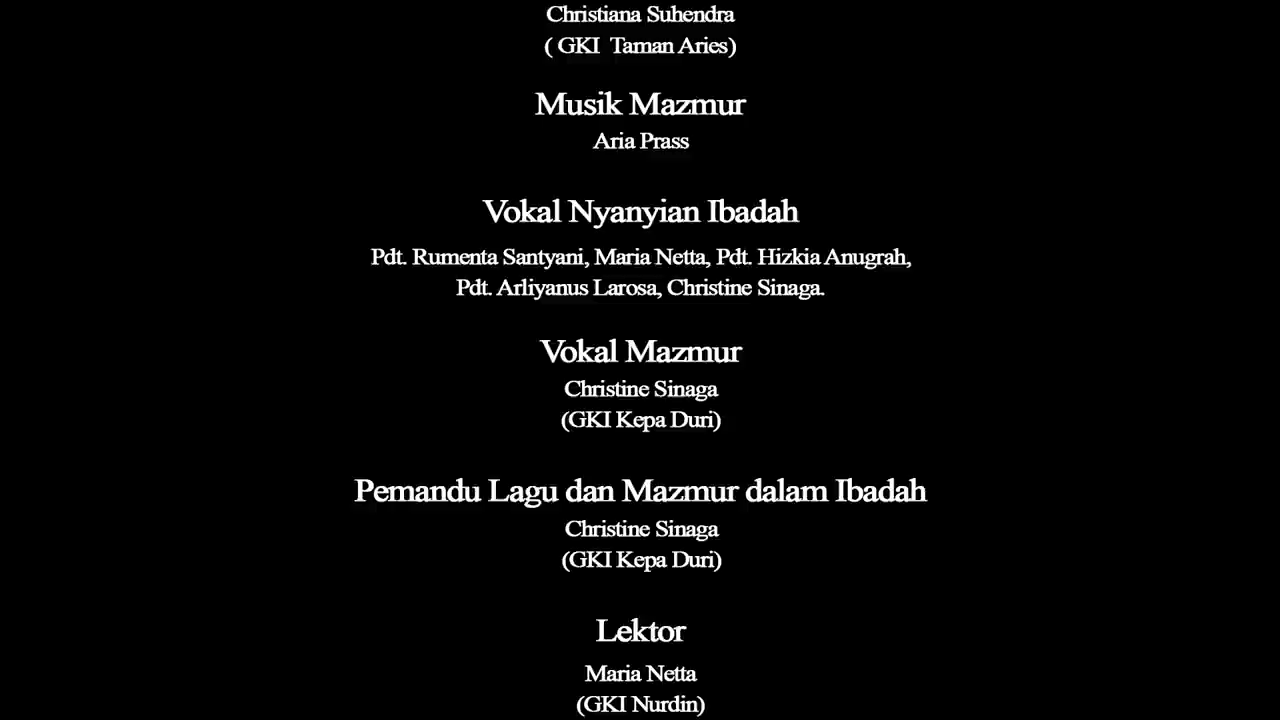 Christiana Suhendra
( GKI  Taman Aries)
Musik Mazmur
Aria Prass
Vokal Nyanyian Ibadah
Pdt. Rumenta Santyani, Maria Netta, Pdt. Hizkia Anugrah,
Pdt. Arliyanus Larosa, Christine Sinaga.
Vokal Mazmur
Christine Sinaga
(GKI Kepa Duri)
Pemandu Lagu dan Mazmur dalam Ibadah
Christine Sinaga
(GKI Kepa Duri)
Lektor
Maria Netta
(GKI Nurdin)